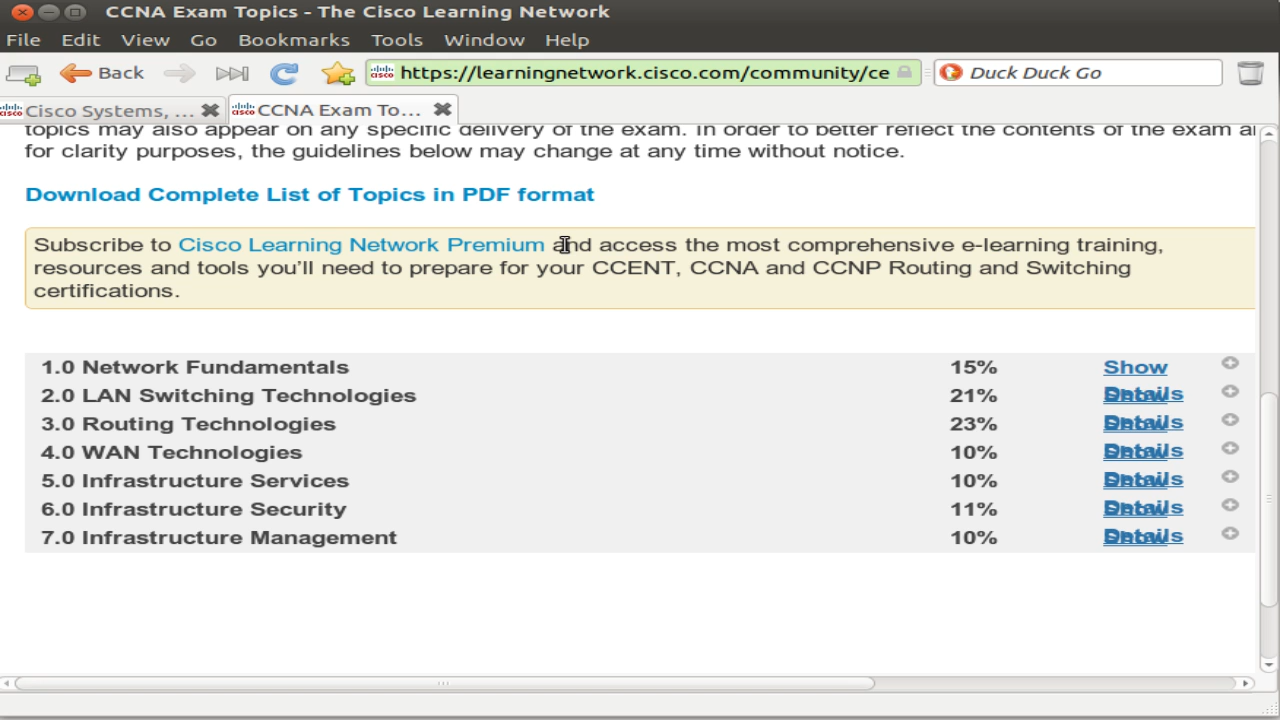 CCNA Exam Topics - The Cisco Learning Network
File Edit View Go Bookmarks Tools Window Help
Back https://learningnetwork.cisco.com/community/ce Duck Duck Go
Cisco Systems, ... CCNA Exam To...
topics may also appear on any specific delivery of the exam. In order to better reflect the contents of the exam
for clarity purposes, the guidelines below may change at any time without notice.
Download Complete List of Topics in PDF format
Subscribe to Cisco Learning Network Premium and access the most comprehensive e-learning training,
resources and tools you'll need to prepare for your CCENT, CCNA and CCNP Routing and Switching
certifications.
1.0 Network Fundamentals 15% Show
2.0 LAN Switching Technologies 21% Details
3.0 Routing Technologies 23% Details
4.0 WAN Technologies 10% Details
5.0 Infrastructure Services 10% Details
6.0 Infrastructure Security 11% Details
7.0 Infrastructure Management 10% Details